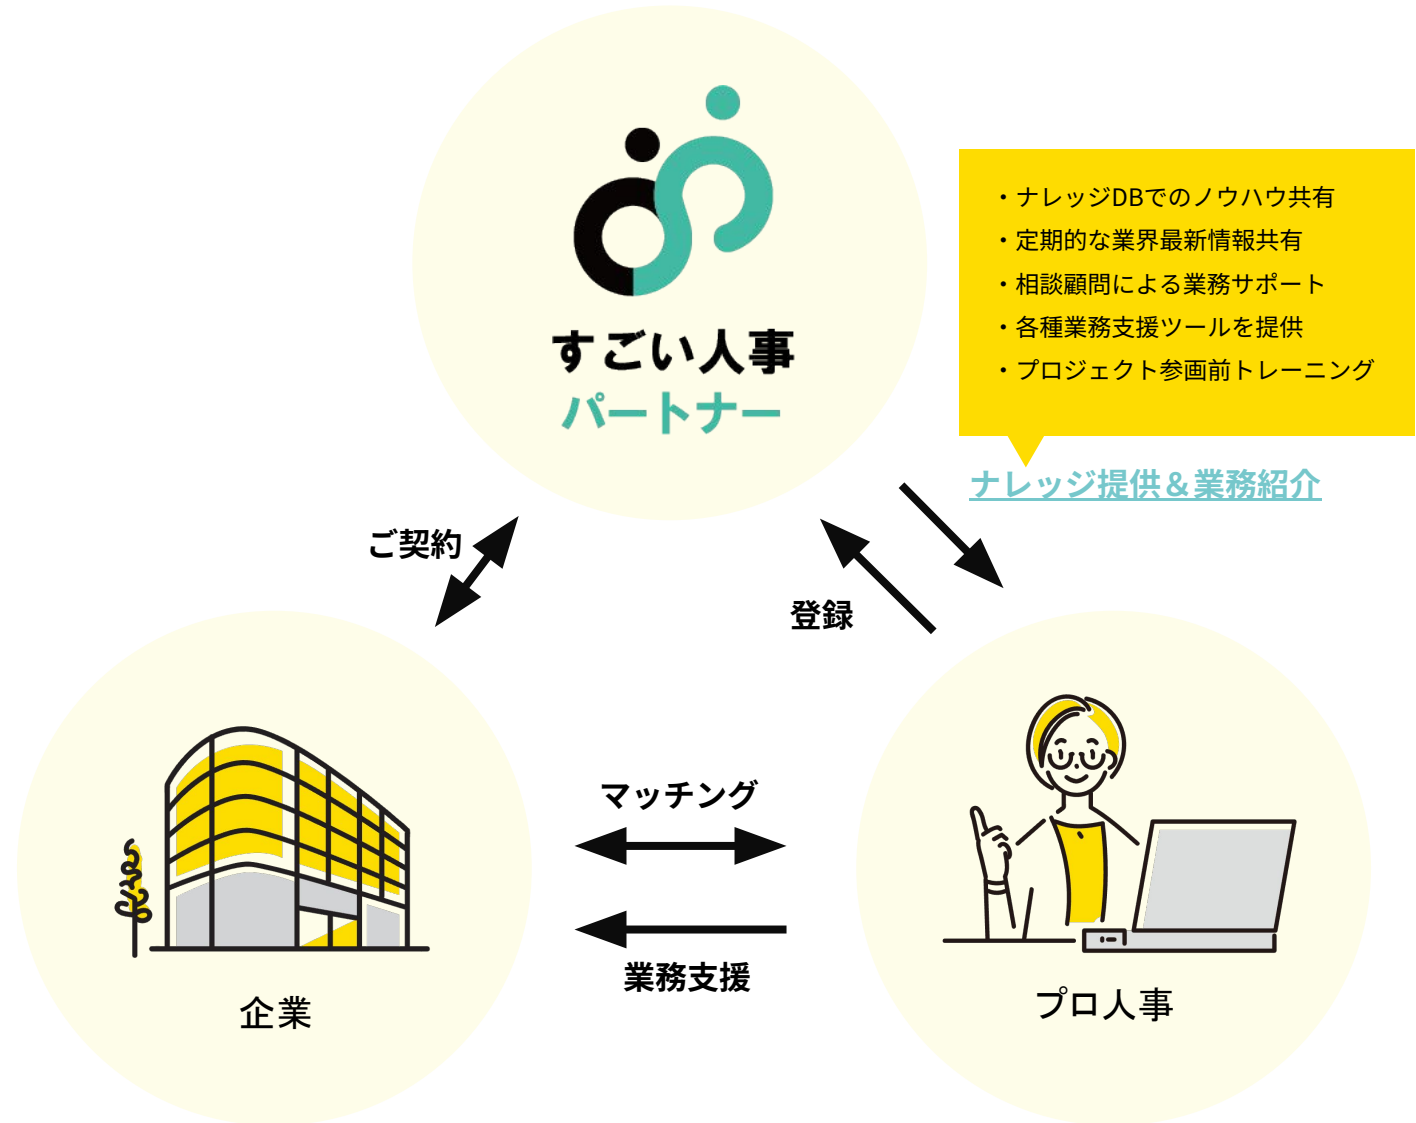 すごい人事
パートナー
・ナレッジDBでのノウハウ共有
・定期的な業界最新情報共有
・相談顧問による業務サポート
・各種業務支援ツールを提供
・プロジェクト参画前トレーニング
ナレッジ提供＆業務紹介
ご契約
登録
マッチング
業務支援
企業
プロ人事